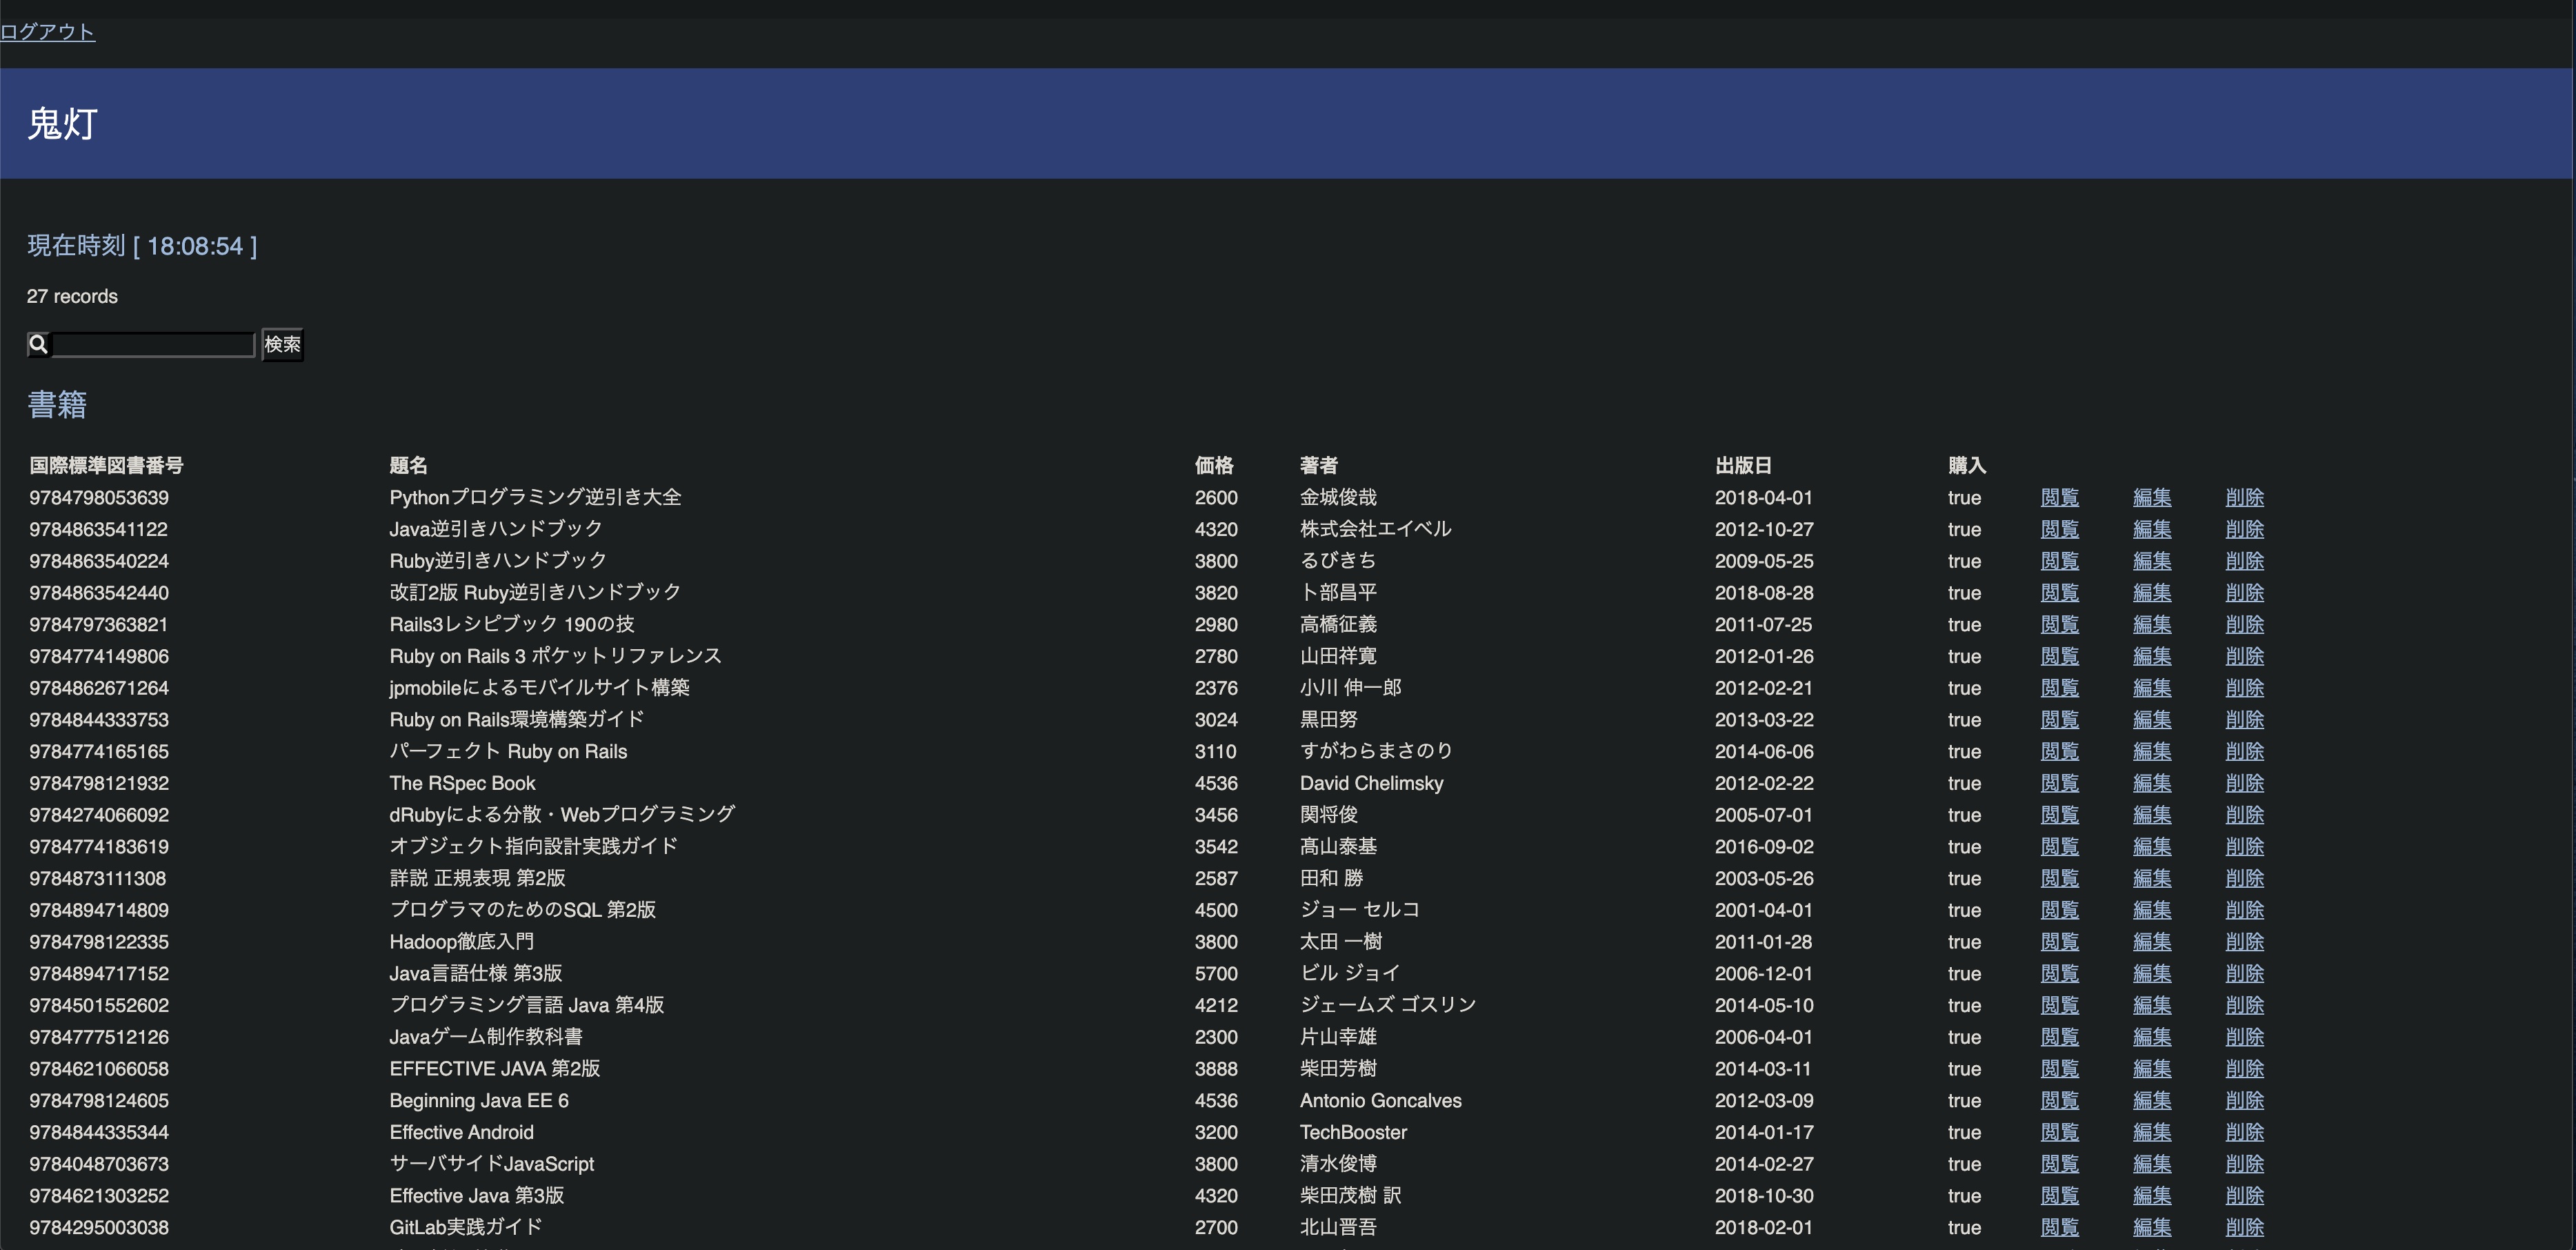 ログアウト
鬼灯
現在時刻 [ 18:08:54 ]
27 records
検索
書籍
国際標準図書番号 題名 価格 著者 出版日 購入
9784798053639 Pythonプログラミング逆引き大全 2600 金城俊哉 2018-04-01 true 閲覧 編集 削除
9784863541122 Java逆引きハンドブック 4320 株式会社エイベル 2012-10-27 true 閲覧 編集 削除
9784863540224 Ruby逆引きハンドブック 3800 るびきち 2009-05-25 true 閲覧 編集 削除
9784863542440 改訂2版 Ruby逆引きハンドブック 3820 卜部昌平 2018-08-28 true 閲覧 編集 削除
9784797363821 Rails3レシピブック 190の技 2980 高橋征義 2011-07-25 true 閲覧 編集 削除
9784774149806 Ruby on Rails 3 ポケットリファレンス 2780 山田祥寛 2012-01-26 true 閲覧 編集 削除
9784862671264 jpmobileによるモバイルサイト構築 2376 小川 伸一郎 2012-02-21 true 閲覧 編集 削除
9784844333753 Ruby on Rails環境構築ガイド 3024 黒田努 2013-03-22 true 閲覧 編集 削除
9784774165165 パーフェクト Ruby on Rails 3110 すがわらまさのり 2014-06-06 true 閲覧 編集 削除
9784798121932 The RSpec Book 4536 David Chelimsky 2012-02-22 true 閲覧 編集 削除
9784274066092 dRubyによる分散・Webプログラミング 3456 関将俊 2005-07-01 true 閲覧 編集 削除
9784774183619 オブジェクト指向設計実践ガイド 3542 髙山泰基 2016-09-02 true 閲覧 編集 削除
9784873111308 詳説 正規表現 第2版 2587 田和 勝 2003-05-26 true 閲覧 編集 削除
9784894714809 プログラマのためのSQL 第2版 4500 ジョー セルコ 2001-04-01 true 閲覧 編集 削除
9784798122335 Hadoop徹底入門 3800 太田 一樹 2011-01-28 true 閲覧 編集 削除
9784894717152 Java言語仕様 第3版 5700 ビル ジョイ 2006-12-01 true 閲覧 編集 削除
9784501552602 プログラミング言語 Java 第4版 4212 ジェームズ ゴスリン 2014-05-10 true 閲覧 編集 削除
9784777512126 Javaゲーム制作教科書 2300 片山幸雄 2006-04-01 true 閲覧 編集 削除
9784621066058 EFFECTIVE JAVA 第2版 3888 柴田芳樹 2014-03-11 true 閲覧 編集 削除
9784798124605 Beginning Java EE 6 4536 Antonio Goncalves 2012-03-09 true 閲覧 編集 削除
9784844335344 Effective Android 3200 TechBooster 2014-01-17 true 閲覧 編集 削除
9784048703673 サーバサイドJavaScript 3800 清水俊博 2014-02-27 true 閲覧 編集 削除
9784621303252 Effective Java 第3版 4320 柴田茂樹 訳 2018-10-30 true 閲覧 編集 削除
9784295003038 GitLab実践ガイド 2700 北山晋吾 2018-02-01 true 閲覧 編集 削除